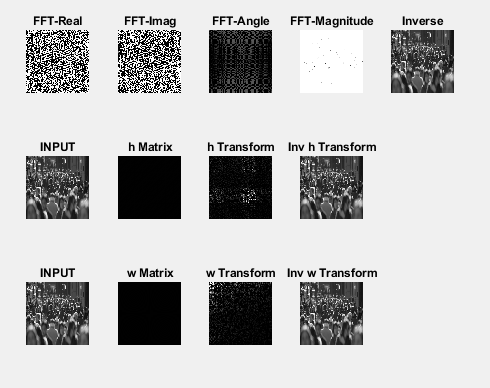 FFT-Real FFT-Imag FFT-Angle FFT-Magnitude Inverse
INPUT h Matrix h Transform Inv h Transform
INPUT w Matrix w Transform Inv w Transform